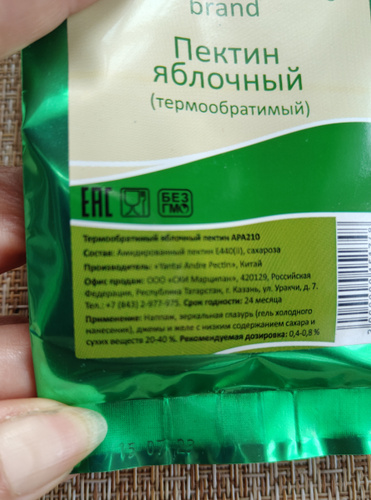 brand
Пектин
яблочный
(термообратимый)
EAC
БЕЗ
ГМО
Термообратимый яблочный пектин APA210
Состав: Амидированный пектин E440(ii), сахароза
Производитель: «Yantai Andre Pectin», Китай
Офис продаж: ООО «СКИ Марципан», 420129, Российская
Федерация, Республика Татарстан, г. Казань, ул. Уранчи, д. 7.
Тел.: +7 (843) 2-977-975. Срок годности: 24 месяца
Применение: Наппаж, зеркальная глазурь (гель холодного
нанесения), джемы и желе с низким содержанием сахара и
сухих веществ 20-40 %. Рекомендуемая дозировка: 0,4-0,8 %